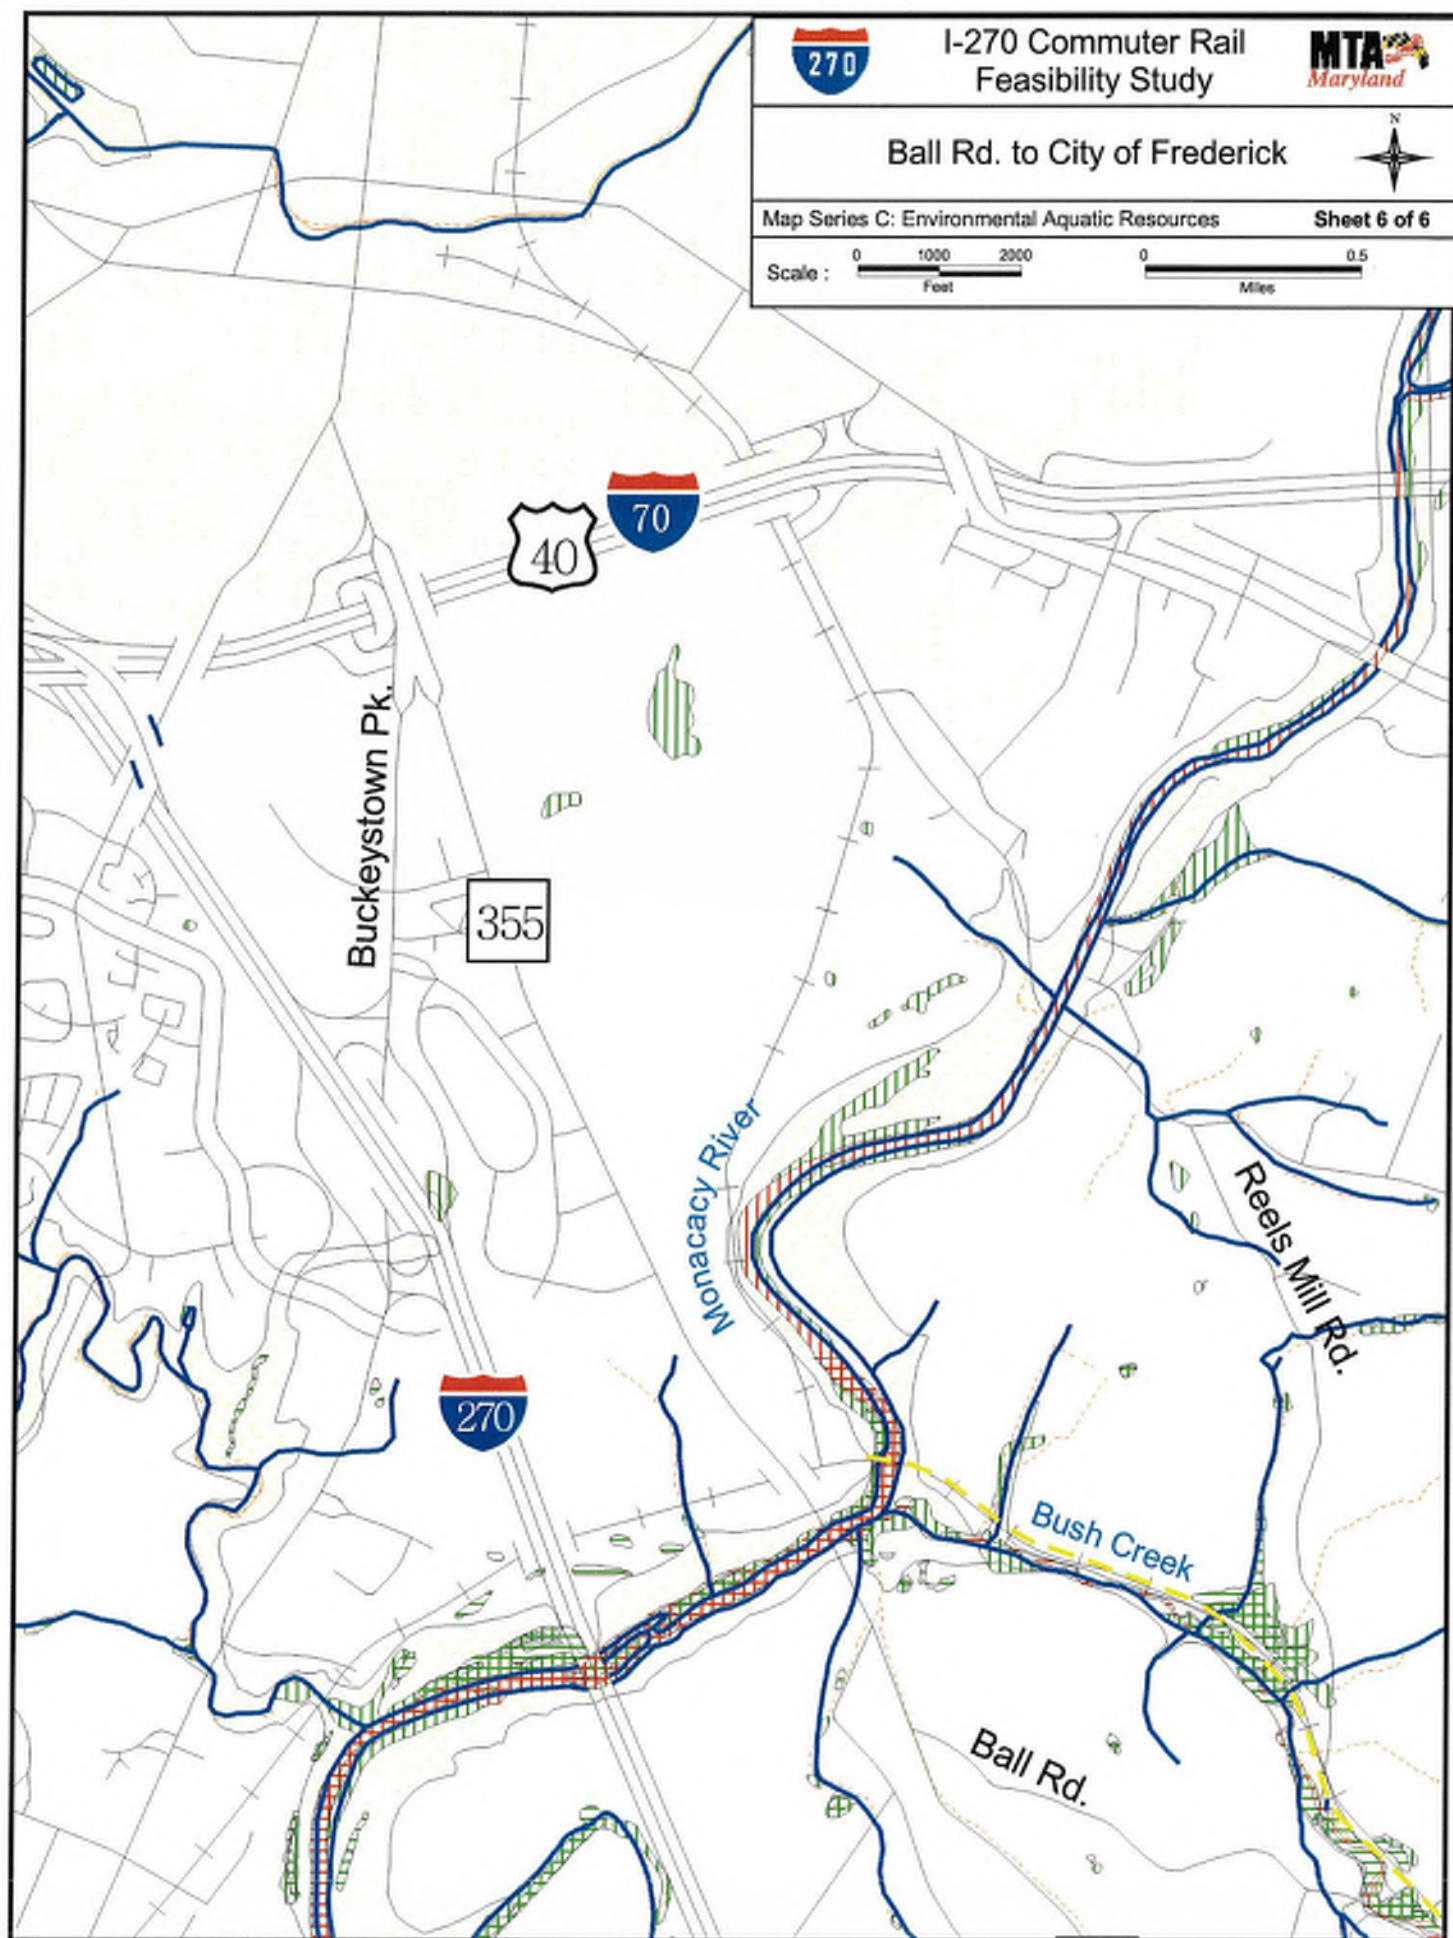 270
I-270 Commuter Rail
Feasibility Study
MTA
Maryland
Ball Rd. to City of Frederick
N
Map Series C: Environmental Aquatic Resources
Sheet 6 of 6
Scale :
0 1000 2000
Feet
0 0.5
Miles
70
40
Buckeystown Pk.
355
Monacacy River
Reels Mill Rd.
270
Bush Creek
Ball Rd.